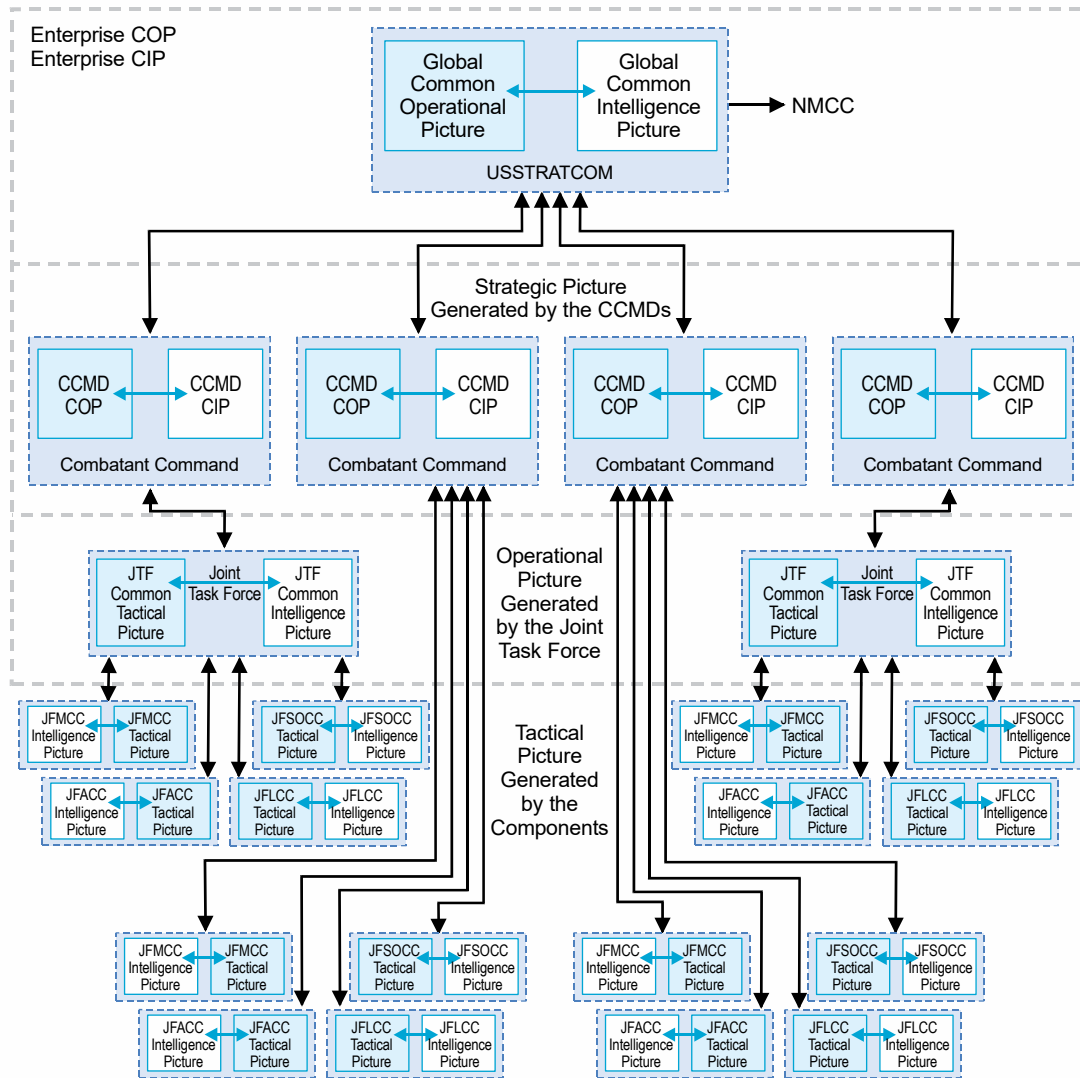 Enterprise COP
Enterprise CIP
Global
Common
Operational
Picture
Global
Common
Intelligence
Picture
NMCC
USSTRATCOM
Strategic Picture
Generated by the CCMDs
CCMD
COP
CCMD
CIP
Combatant Command
CCMD
COP
CCMD
CIP
Combatant Command
CCMD
COP
CCMD
CIP
Combatant Command
CCMD
COP
CCMD
CIP
Combatant Command
JTF
Common
Tactical
Picture
Joint
Task Force
JTF
Common
Intelligence
Picture
Operational
Picture
Generated
by the Joint
Task Force
JTF
Common
Tactical
Picture
Joint
Task Force
JTF
Common
Intelligence
Picture
JFMCC
Intelligence
Picture
JFMCC
Tactical
Picture
JFSOCC
Tactical
Picture
JFSOCC
Intelligence
Picture
JFACC
Intelligence
Picture
JFACC
Tactical
Picture
JFLCC
Tactical
Picture
JFLCC
Intelligence
Picture
Tactical
Picture
Generated
by the
Components
JFMCC
Intelligence
Picture
JFMCC
Tactical
Picture
JFSOCC
Tactical
Picture
JFSOCC
Intelligence
Picture
JFACC
Intelligence
Picture
JFACC
Tactical
Picture
JFLCC
Tactical
Picture
JFLCC
Intelligence
Picture
JFMCC
Intelligence
Picture
JFMCC
Tactical
Picture
JFSOCC
Tactical
Picture
JFSOCC
Intelligence
Picture
JFACC
Intelligence
Picture
JFACC
Tactical
Picture
JFLCC
Tactical
Picture
JFLCC
Intelligence
Picture
JFMCC
Intelligence
Picture
JFMCC
Tactical
Picture
JFSOCC
Tactical
Picture
JFSOCC
Intelligence
Picture
JFACC
Intelligence
Picture
JFACC
Tactical
Picture
JFLCC
Tactical
Picture
JFLCC
Intelligence
Picture